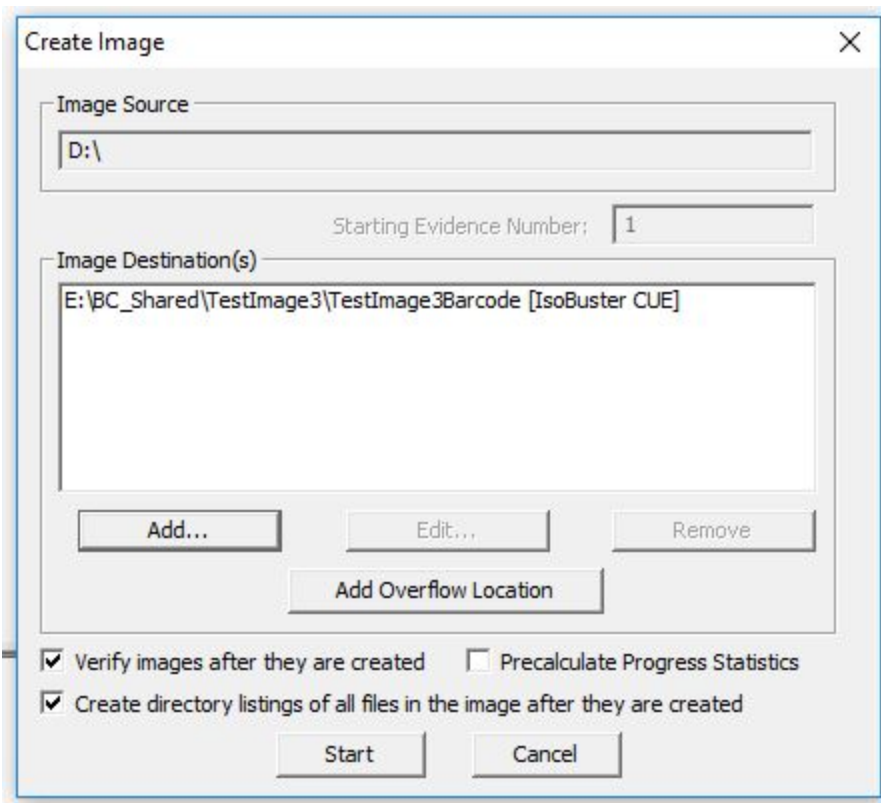 Create Image
Image Source
D:\
Starting Evidence Number: 1
Image Destination(s)
E:\BC_Shared\TestImage3\TestImage3Barcode [IsoBuster CUE]
Add... Edit... Remove
Add Overflow Location
Verify images after they are created Precalculate Progress Statistics
Create directory listings of all files in the image after they are created
Start Cancel